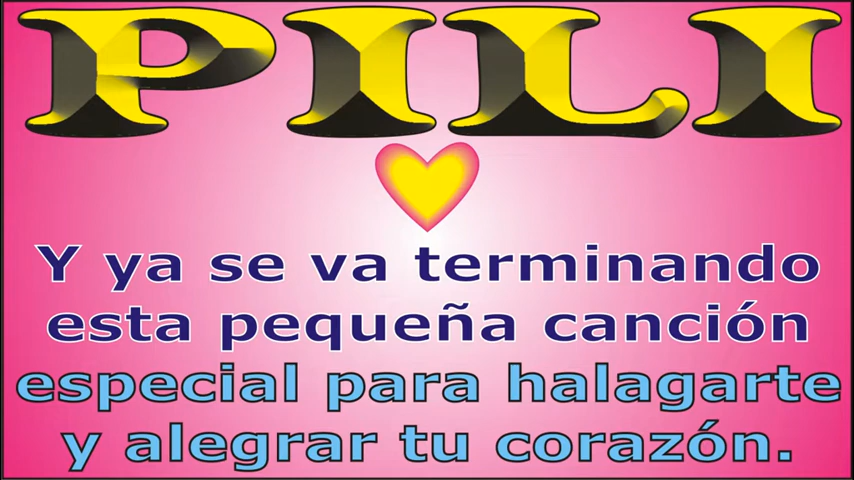 PILI
Y ya se va terminando
esta pequeña canción
especial para halagarte
y alegrar tu corazón.